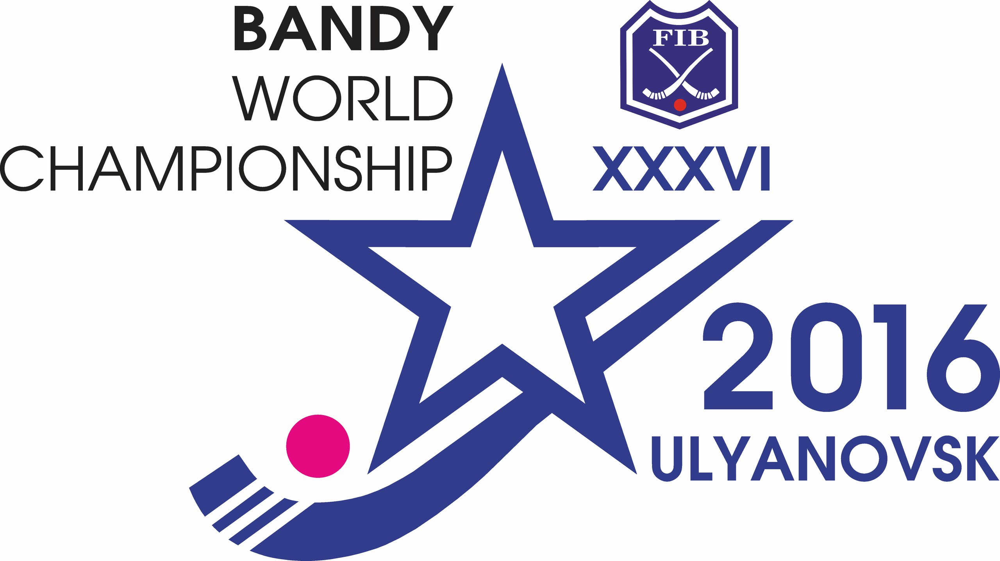 BANDY
WORLD
CHAMPIONSHIP
FIB
XXXVI
2016
ULYANOVSK